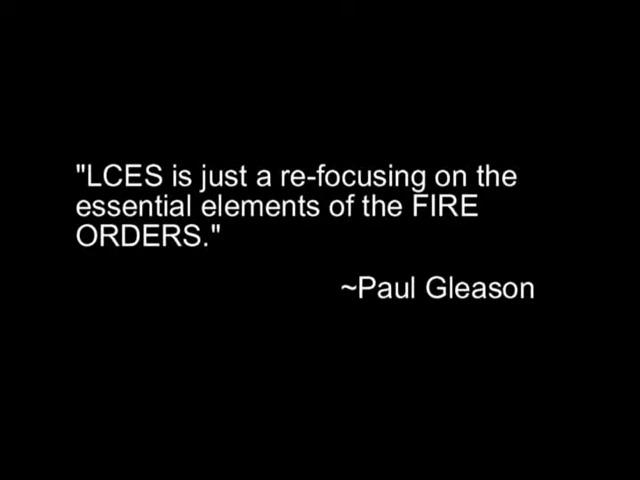 "LCES is just a re-focusing on the
essential elements of the FIRE
ORDERS."
~Paul Gleason